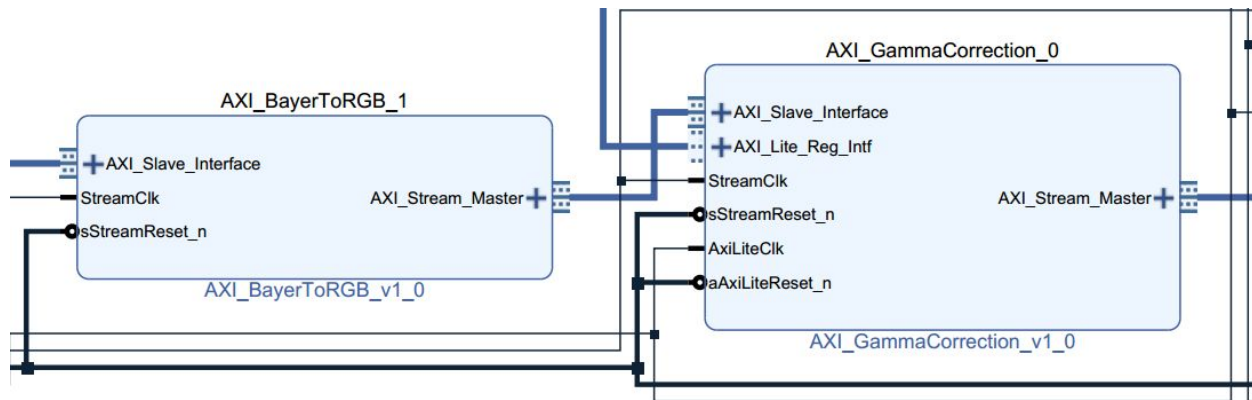 AXI_BayerToRGB_1
AXI_Slave_Interface
StreamClk
AXI_Stream_Master
sStreamReset_n
AXI_BayerToRGB_v1_0
AXI_GammaCorrection_0
AXI_Slave_Interface
AXI_Lite_Reg_Intf
StreamClk
AXI_Stream_Master
sStreamReset_n
AxiLiteClk
aAxiLiteReset_n
AXI_GammaCorrection_v1_0